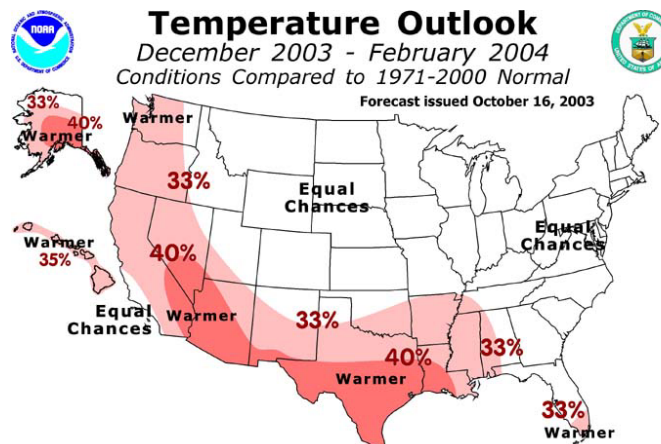 Temperature Outlook
December 2003 - February 2004
Conditions Compared to 1971-2000 Normal
Forecast issued October 16, 2003
NOAA
33%
40%
Warmer
Warmer
33%
Equal
Chances
Equal
Chances
Warmer
35%
40%
Equal
Chances
Warmer
33%
40%
33%
Warmer
33%
Warmer